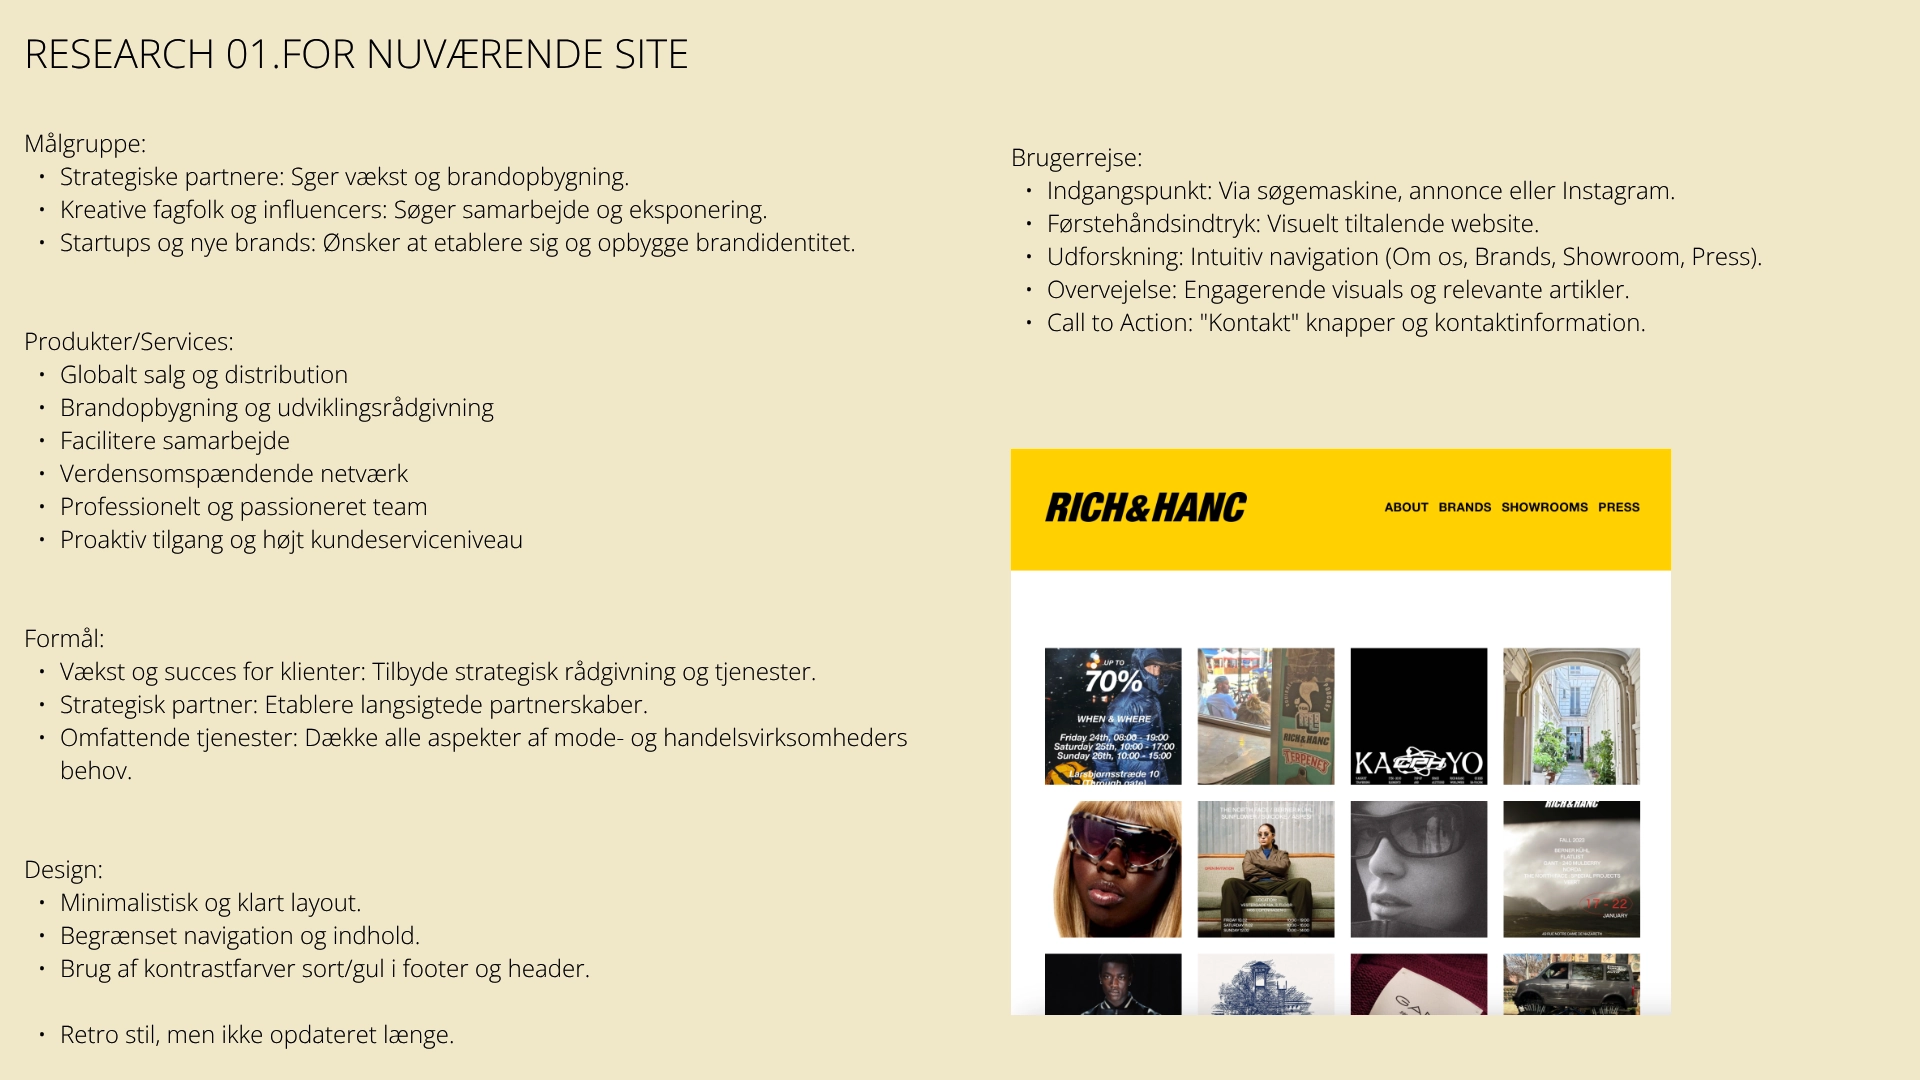 RESEARCH 01.FOR NUVÆRENDE SITE
Målgruppe:
• Strategiske partnere: Sger vækst og brandopbygning.
• Kreative fagfolk og influencers: Søger samarbejde og eksponering.
• Startups og nye brands: Ønsker at etablere sig og opbygge brandidentitet.
Produkter/Services:
• Globalt salg og distribution
• Brandopbygning og udviklingsrådgivning
• Facilitere samarbejde
• Verdensomspændende netværk
• Professionelt og passioneret team
• Proaktiv tilgang og højt kundeserviceniveau
Formål:
• Vækst og succes for klienter: Tilbyde strategisk rådgivning og tjenester.
• Strategisk partner: Etablere langsigtede partnerskaber.
• Omfattende tjenester: Dække alle aspekter af mode- og handelsvirksomheders
behov.
Design:
• Minimalistisk og klart layout.
• Begrænset navigation og indhold.
• Brug af kontrastfarver sort/gul i footer og header.
• Retro stil, men ikke opdateret længe.
Brugerrejse:
• Indgangspunkt: Via søgemaskine, annonce eller Instagram.
• Førstehåndsindtryk: Visuelt tiltalende website.
• Udforskning: Intuitiv navigation (Om os, Brands, Showroom, Press).
• Overvejelse: Engagerende visuals og relevante artikler.
• Call to Action: "Kontakt" knapper og kontaktinformation.
RICH&HANC
ABOUT BRANDS SHOWROOMS PRESS
UP TO
70%
WHEN & WHERE
Friday 24th, 08:00 - 19:00
Saturday 25th, 10:00 - 17:00
Sunday 26th, 10:00 - 15:00
Larsbjørnsstræde 10
(Through gate)
RICH&HANC
TERPENES
KA YO
CPH
RICH&HANC
FALL 2023
17 - 22
JANUARY